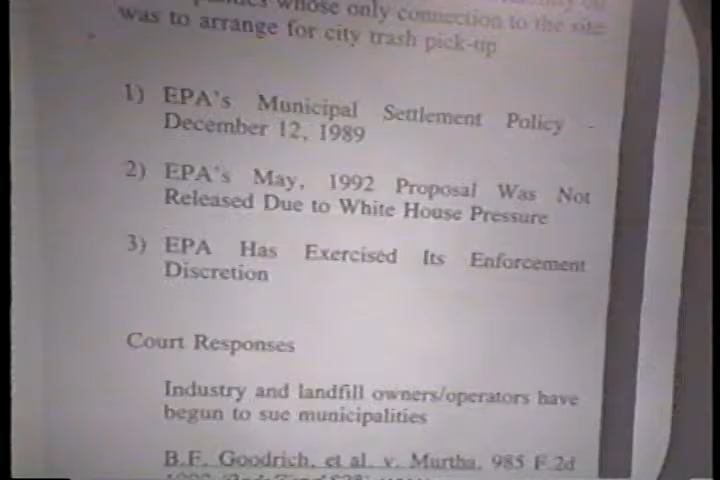 whose only connection to the site
was to arrange for city trash pick-up
1) EPA's Municipal Settlement Policy -
December 12, 1989
2) EPA's May, 1992 Proposal Was Not
Released Due to White House Pressure
3) EPA Has Exercised Its Enforcement
Discretion
Court Responses
Industry and landfill owners/operators have
begun to sue municipalities
B.F. Goodrich, et al. v. Murtha, 985 F.2d